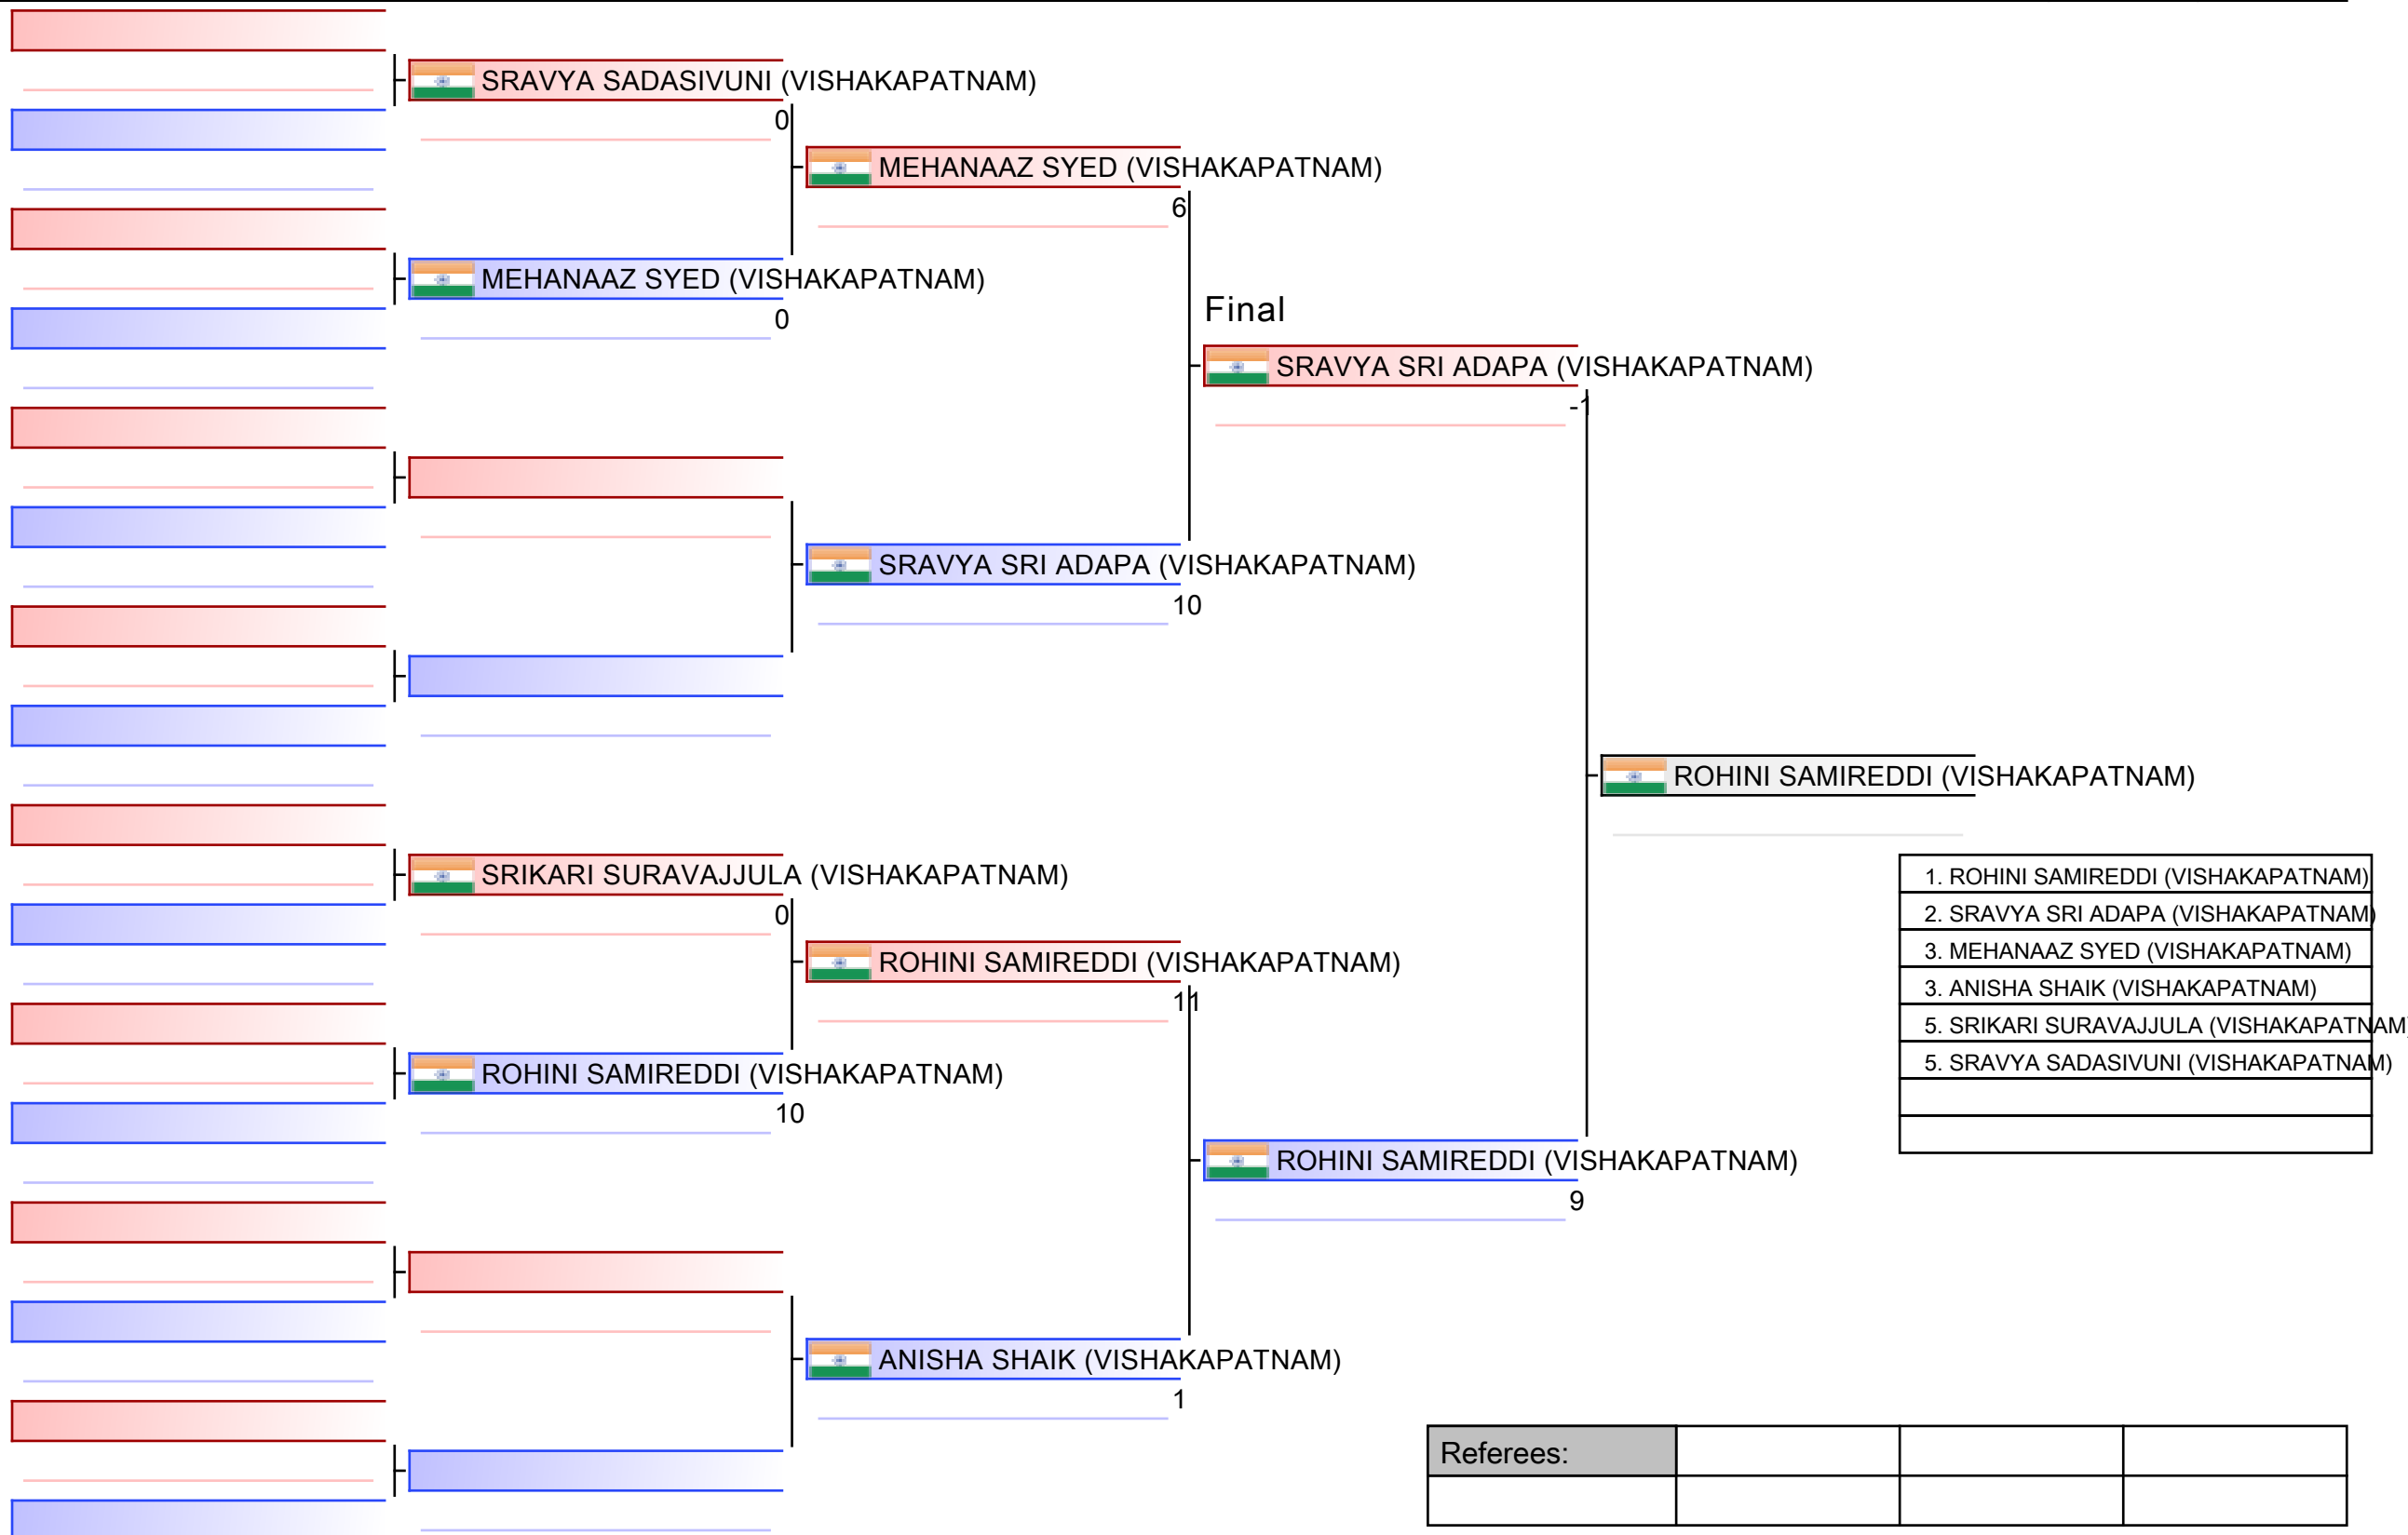 SRAVYA SADASIVUNI (VISHAKAPATNAM)
0
MEHANAAZ SYED (VISHAKAPATNAM)
6
MEHANAAZ SYED (VISHAKAPATNAM)
0
Final
SRAVYA SRI ADAPA (VISHAKAPATNAM)
-1
SRAVYA SRI ADAPA (VISHAKAPATNAM)
10
ROHINI SAMIREDDI (VISHAKAPATNAM)
SRIKARI SURAVAJJULA (VISHAKAPATNAM)
0
ROHINI SAMIREDDI (VISHAKAPATNAM)
11
ROHINI SAMIREDDI (VISHAKAPATNAM)
10
ROHINI SAMIREDDI (VISHAKAPATNAM)
9
ANISHA SHAIK (VISHAKAPATNAM)
1
1. ROHINI SAMIREDDI (VISHAKAPATNAM)
2. SRAVYA SRI ADAPA (VISHAKAPATNAM)
3. MEHANAAZ SYED (VISHAKAPATNAM)
3. ANISHA SHAIK (VISHAKAPATNAM)
5. SRIKARI SURAVAJJULA (VISHAKAPATNAM)
5. SRAVYA SADASIVUNI (VISHAKAPATNAM)
Referees: